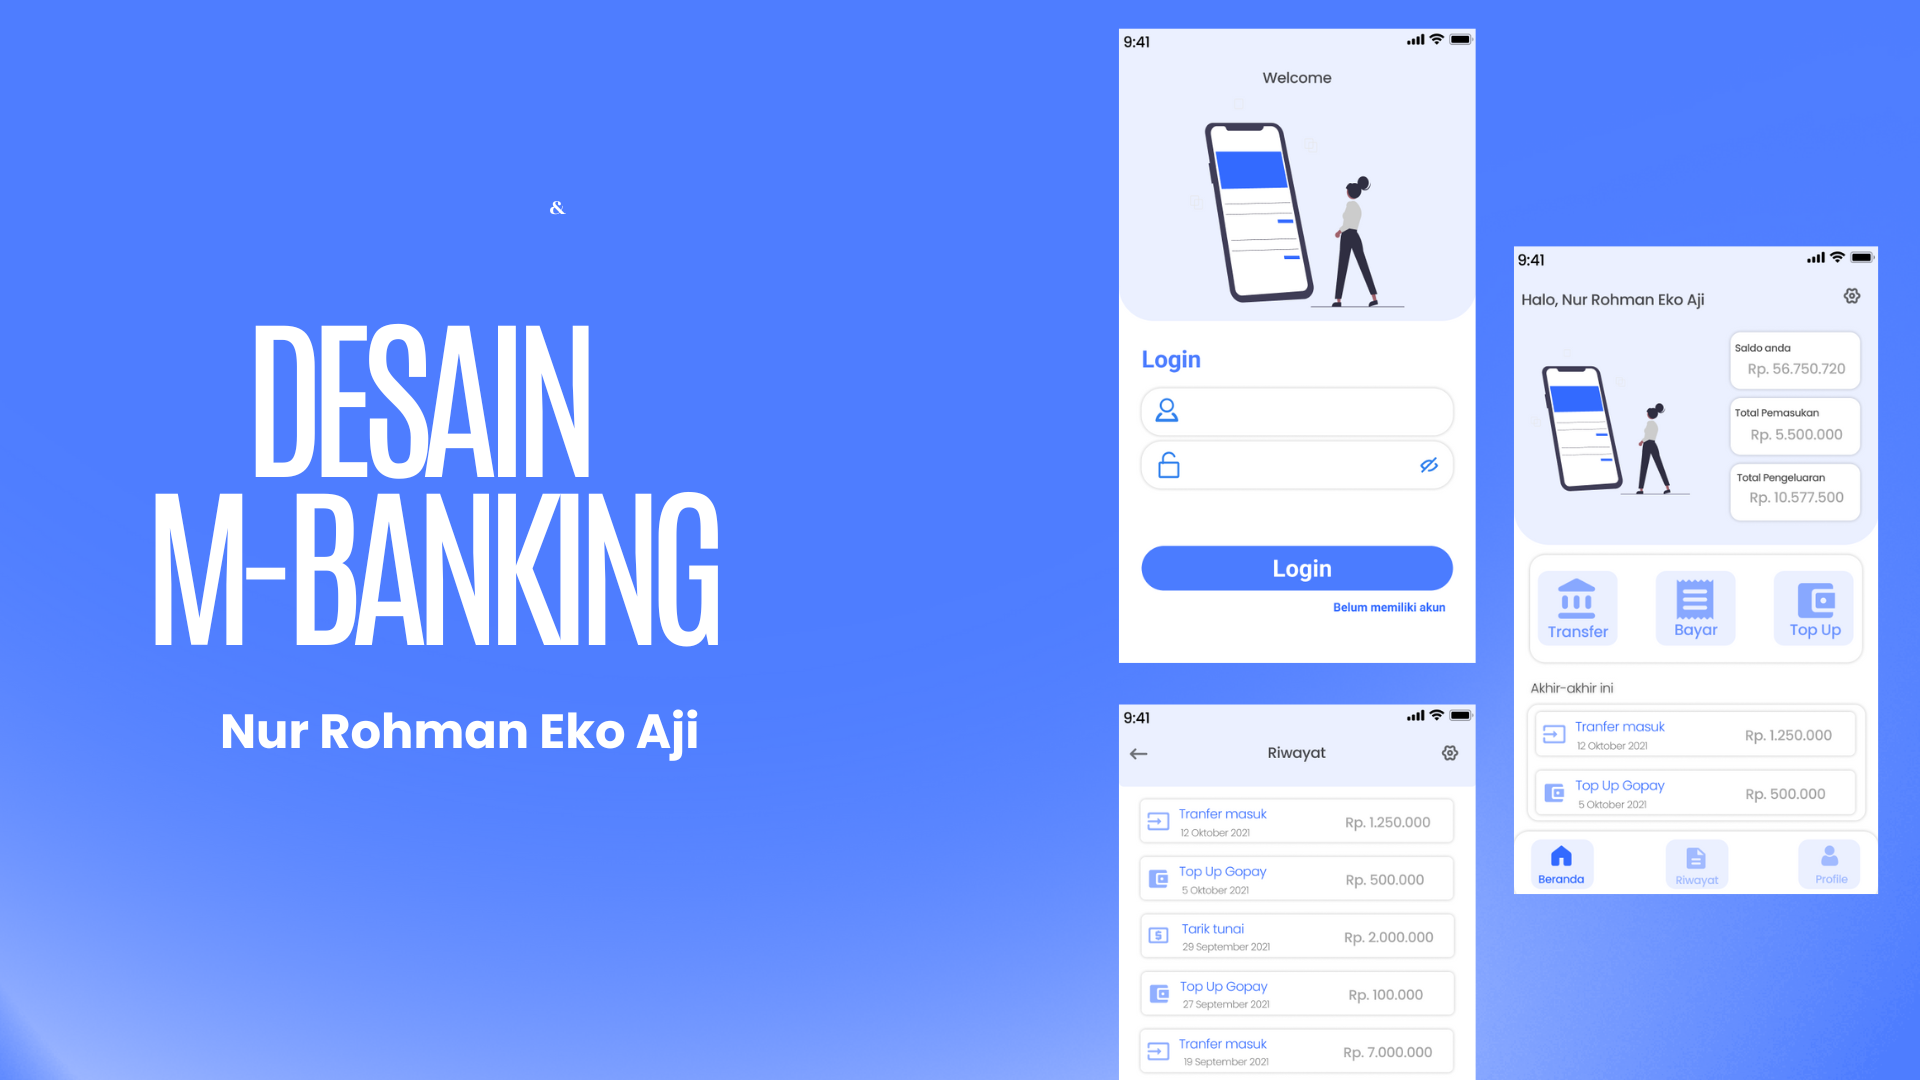 &
DESAIN
M-BANKING
Nur Rohman Eko Aji
9:41
Welcome
Login
Login
Belum memiliki akun
9:41
Riwayat
Tranfer masuk
12 Oktober 2021
Rp. 1.250.000
Top Up Gopay
5 Oktober 2021
Rp. 500.000
Tarik tunai
29 September 2021
Rp. 2.000.000
Top Up Gopay
27 September 2021
Rp. 100.000
Tranfer masuk
19 September 2021
Rp. 7.000.000
9:41
Halo, Nur Rohman Eko Aji
Saldo anda
Rp. 56.750.720
Total Pemasukan
Rp. 5.500.000
Total Pengeluaran
Rp. 10.577.500
Transfer
Bayar
Top Up
Akhir-akhir ini
Tranfer masuk
12 Oktober 2021
Rp. 1.250.000
Top Up Gopay
5 Oktober 2021
Rp. 500.000
Beranda
Riwayat
Profile